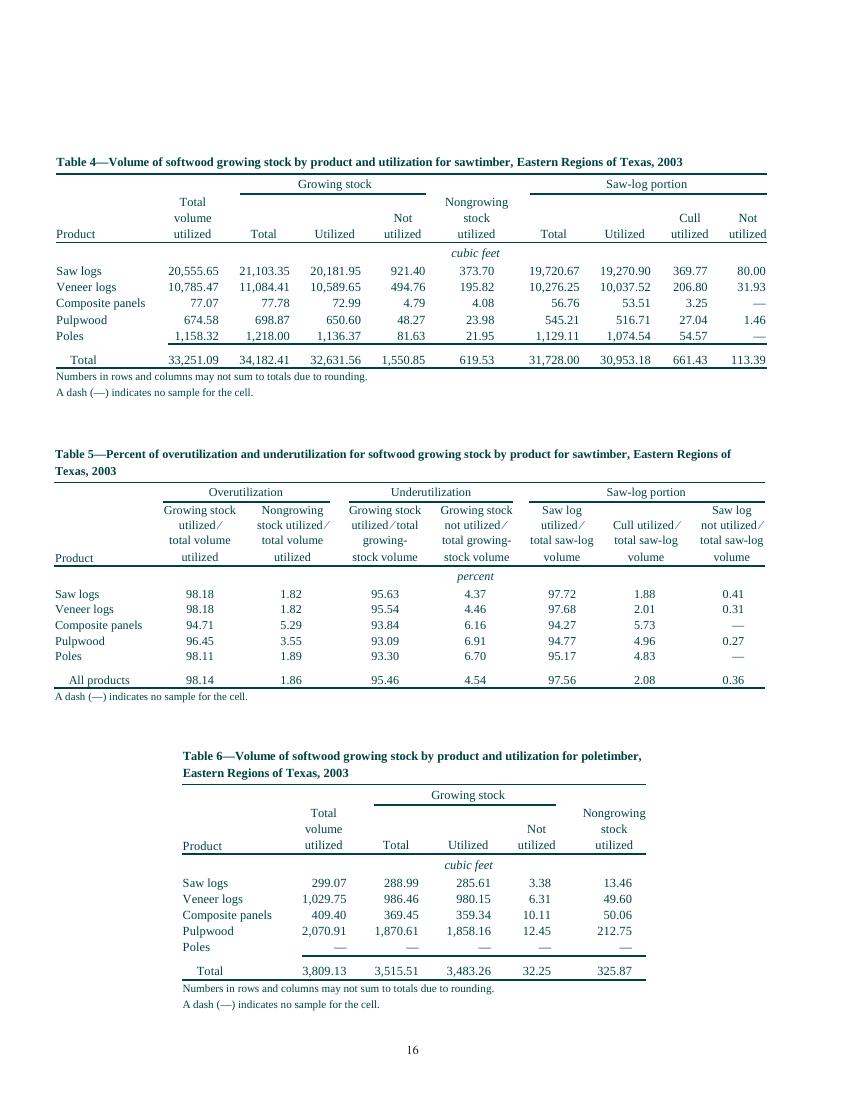 Table 4—Volume of softwood growing stock by product and utilization for sawtimber, Eastern Regions of Texas, 2003
Growing stock Saw-log portion
Total Nongrowing
volume Not stock Cull Not
Product utilized Total Utilized utilized utilized Total Utilized utilized utilized
cubic feet
Saw logs 20,555.65 21,103.35 20,181.95 921.40 373.70 19,720.67 19,270.90 369.77 80.00
Veneer logs 10,785.47 11,084.41 10,589.65 494.76 195.82 10,276.25 10,037.52 206.80 31.93
Composite panels 77.07 77.78 72.99 4.79 4.08 56.76 53.51 3.25 —
Pulpwood 674.58 698.87 650.60 48.27 23.98 545.21 516.71 27.04 1.46
Poles 1,158.32 1,218.00 1,136.37 81.63 21.95 1,129.11 1,074.54 54.57 —
Total 33,251.09 34,182.41 32,631.56 1,550.85 619.53 31,728.00 30,953.18 661.43 113.39
Numbers in rows and columns may not sum to totals due to rounding.
A dash (—) indicates no sample for the cell.
Table 5—Percent of overutilization and underutilization for softwood growing stock by product for sawtimber, Eastern Regions of
Texas, 2003
Overutilization Underutilization Saw-log portion
Growing stock Nongrowing Growing stock Growing stock Saw log Saw log
utilized/ stock utilized/ utilized/total not utilized/ utilized/ Cull utilized/ not utilized/
total volume total volume growing- total growing- total saw-log total saw-log total saw-log
Product utilized utilized stock volume stock volume volume volume volume
percent
Saw logs 98.18 1.82 95.63 4.37 97.72 1.88 0.41
Veneer logs 98.18 1.82 95.54 4.46 97.68 2.01 0.31
Composite panels 94.71 5.29 93.84 6.16 94.27 5.73 —
Pulpwood 96.45 3.55 93.09 6.91 94.77 4.96 0.27
Poles 98.11 1.89 93.30 6.70 95.17 4.83 —
All products 98.14 1.86 95.46 4.54 97.56 2.08 0.36
A dash (—) indicates no sample for the cell.
Table 6—Volume of softwood growing stock by product and utilization for poletimber,
Eastern Regions of Texas, 2003
Growing stock
Total Nongrowing
volume Not stock
Product utilized Total Utilized utilized utilized
cubic feet
Saw logs 299.07 288.99 285.61 3.38 13.46
Veneer logs 1,029.75 986.46 980.15 6.31 49.60
Composite panels 409.40 369.45 359.34 10.11 50.06
Pulpwood 2,070.91 1,870.61 1,858.16 12.45 212.75
Poles — — — — —
Total 3,809.13 3,515.51 3,483.26 32.25 325.87
Numbers in rows and columns may not sum to totals due to rounding.
A dash (—) indicates no sample for the cell.
16